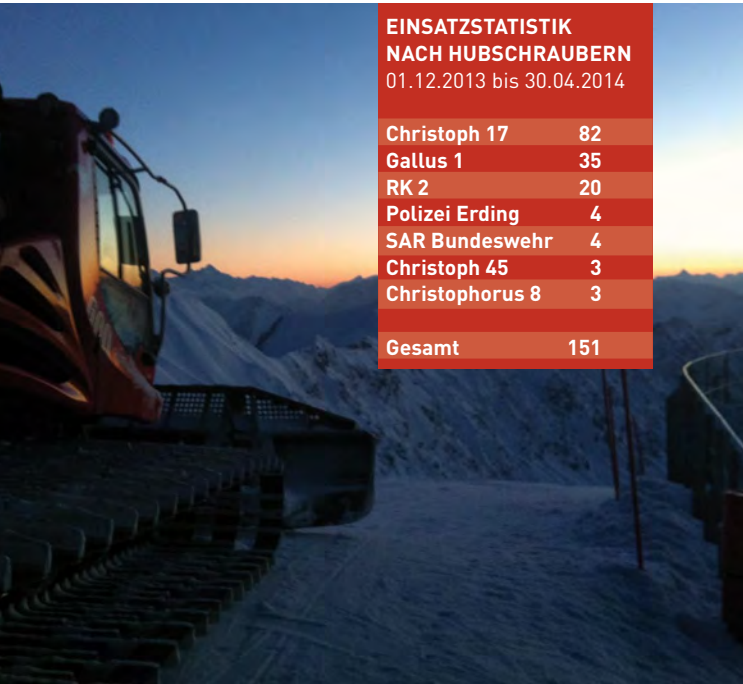 EINSATZSTATISTIK
NACH HUBSCHRAUBERN
01.12.2013 bis 30.04.2014
Christoph 17 82
Gallus 1 35
RK 2 20
Polizei Erding 4
SAR Bundeswehr 4
Christoph 45 3
Christophorus 8 3
Gesamt 151